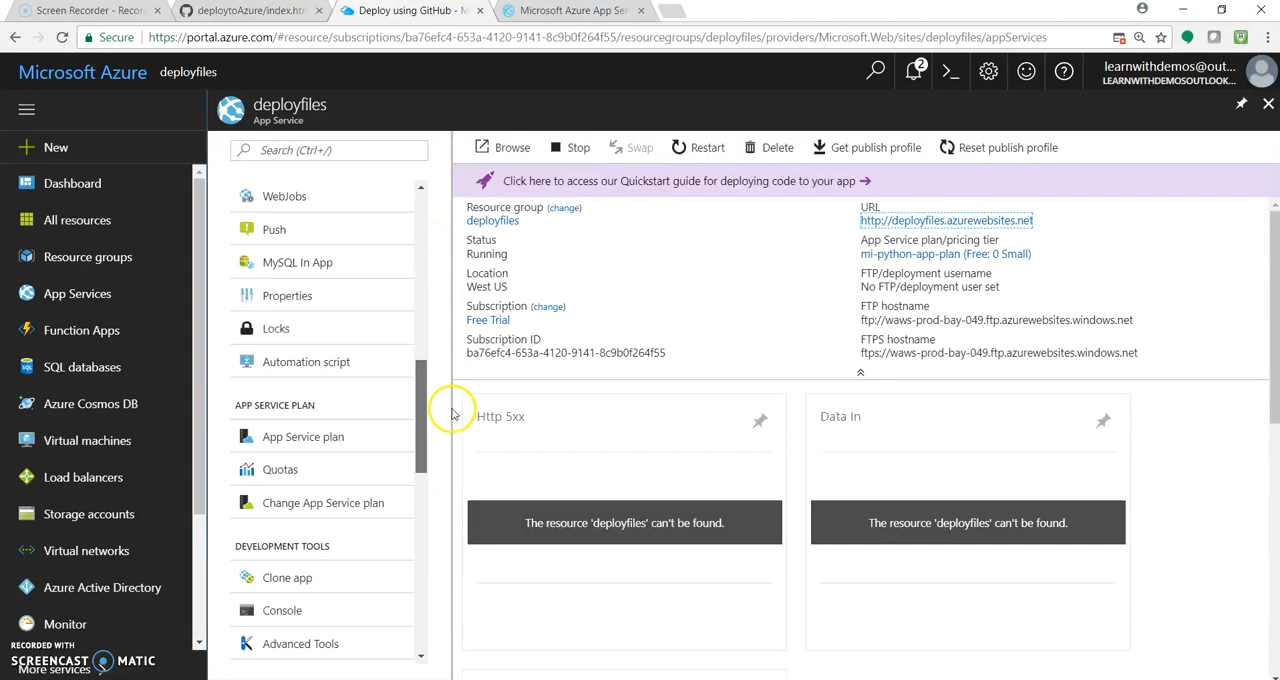 Screen Recorder - Recor
deploytoAzure/index.htm
Deploy using GitHub - M
Microsoft Azure App Ser
Secure
https://portal.azure.com/#resource/subscriptions/ba76efc4-653a-4120-9141-8c9b0f264f55/resourcegroups/deployfiles/providers/Microsoft.Web/sites/deployfiles/appServices
Microsoft Azure deployfiles
2
learnwithdemos@out...
LEARNWITHDEMOSOUTLOOK...
deployfiles
App Service
New
Dashboard
All resources
Resource groups
App Services
Function Apps
SQL databases
Azure Cosmos DB
Virtual machines
Load balancers
Storage accounts
Virtual networks
Azure Active Directory
Monitor
More services
RECORDED WITH
SCREENCAST MATIC
Search (Ctrl+/)
WebJobs
Push
MySQL In App
Properties
Locks
Automation script
APP SERVICE PLAN
App Service plan
Quotas
Change App Service plan
DEVELOPMENT TOOLS
Clone app
Console
Advanced Tools
Browse
Stop
Swap
Restart
Delete
Get publish profile
Reset publish profile
Click here to access our Quickstart guide for deploying code to your app
Resource group (change)
deployfiles
Status
Running
Location
West US
Subscription (change)
Free Trial
Subscription ID
ba76efc4-653a-4120-9141-8c9b0f264f55
URL
http://deployfiles.azurewebsites.net
App Service plan/pricing tier
mi-python-app-plan (Free: 0 Small)
FTP/deployment username
No FTP/deployment user set
FTP hostname
ftp://waws-prod-bay-049.ftp.azurewebsites.windows.net
FTPS hostname
ftps://waws-prod-bay-049.ftp.azurewebsites.windows.net
Http 5xx
The resource 'deployfiles' can't be found.
Data In
The resource 'deployfiles' can't be found.